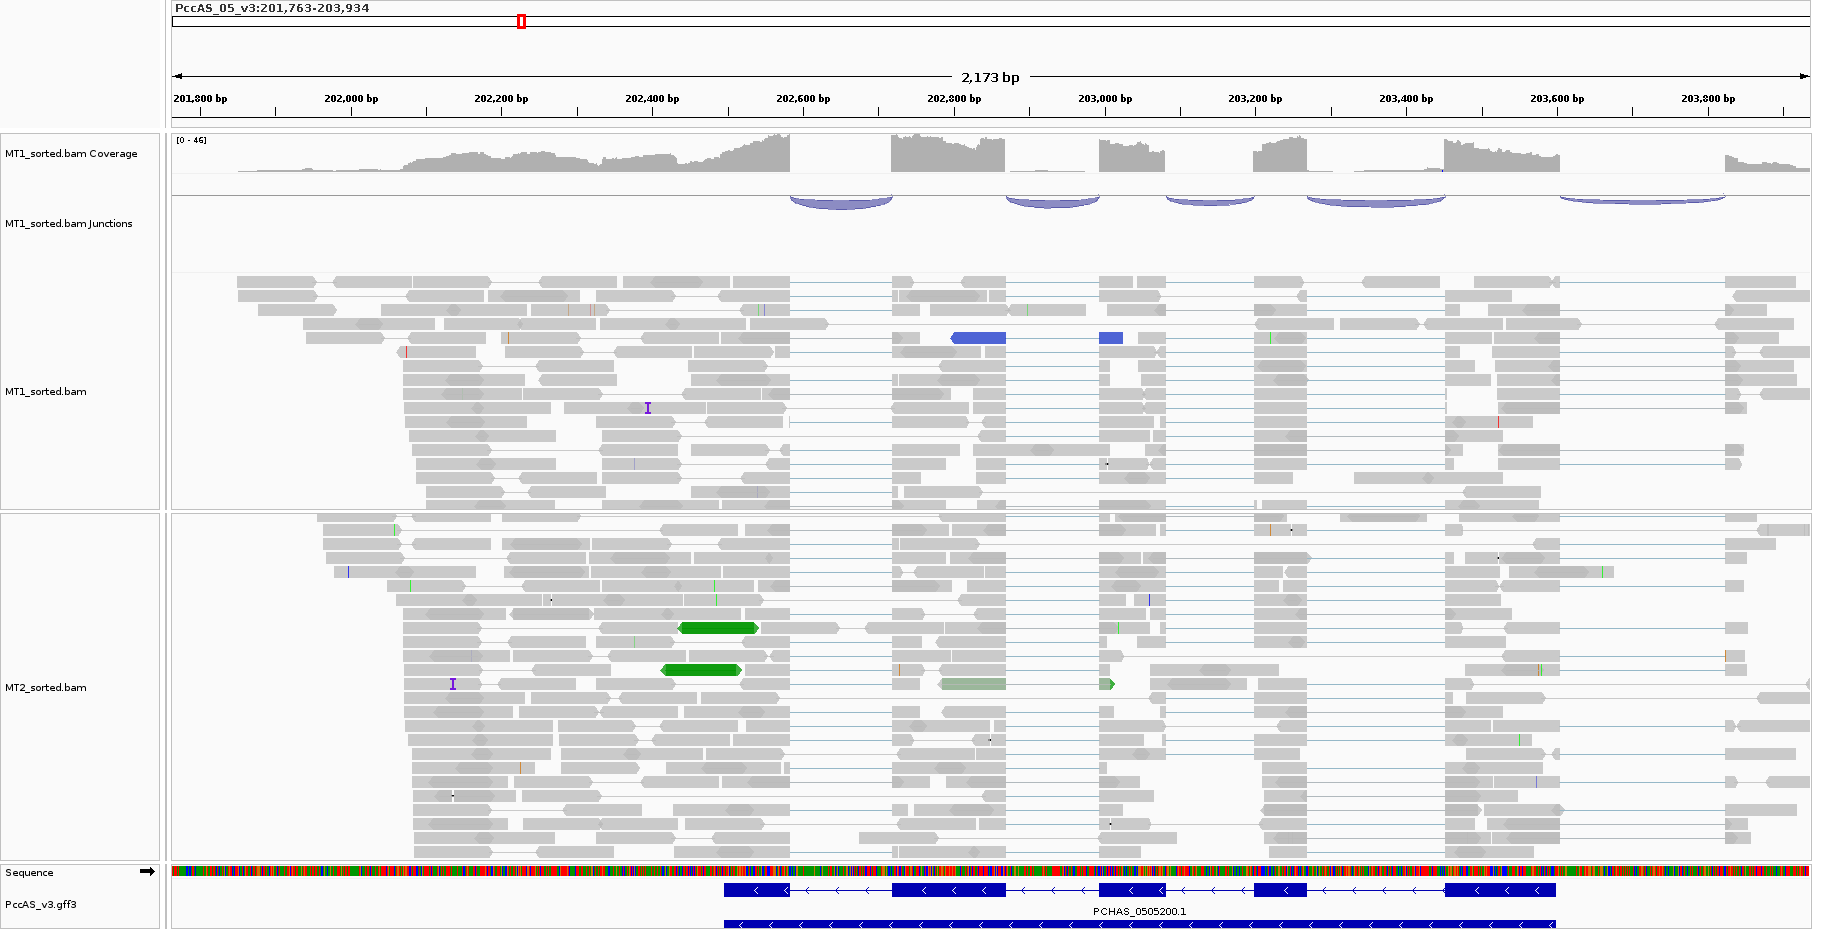 PccAS_05_v3:201,763-203,934
2,173 bp
201,800 bp 202,000 bp 202,200 bp 202,400 bp 202,600 bp 202,800 bp 203,000 bp 203,200 bp 203,400 bp 203,600 bp 203,800 bp
[0 - 46]
MT1_sorted.bam Coverage
MT1_sorted.bam Junctions
MT1_sorted.bam
MT2_sorted.bam
Sequence
PccAS_v3.gff3
PCHAS_0505200.1